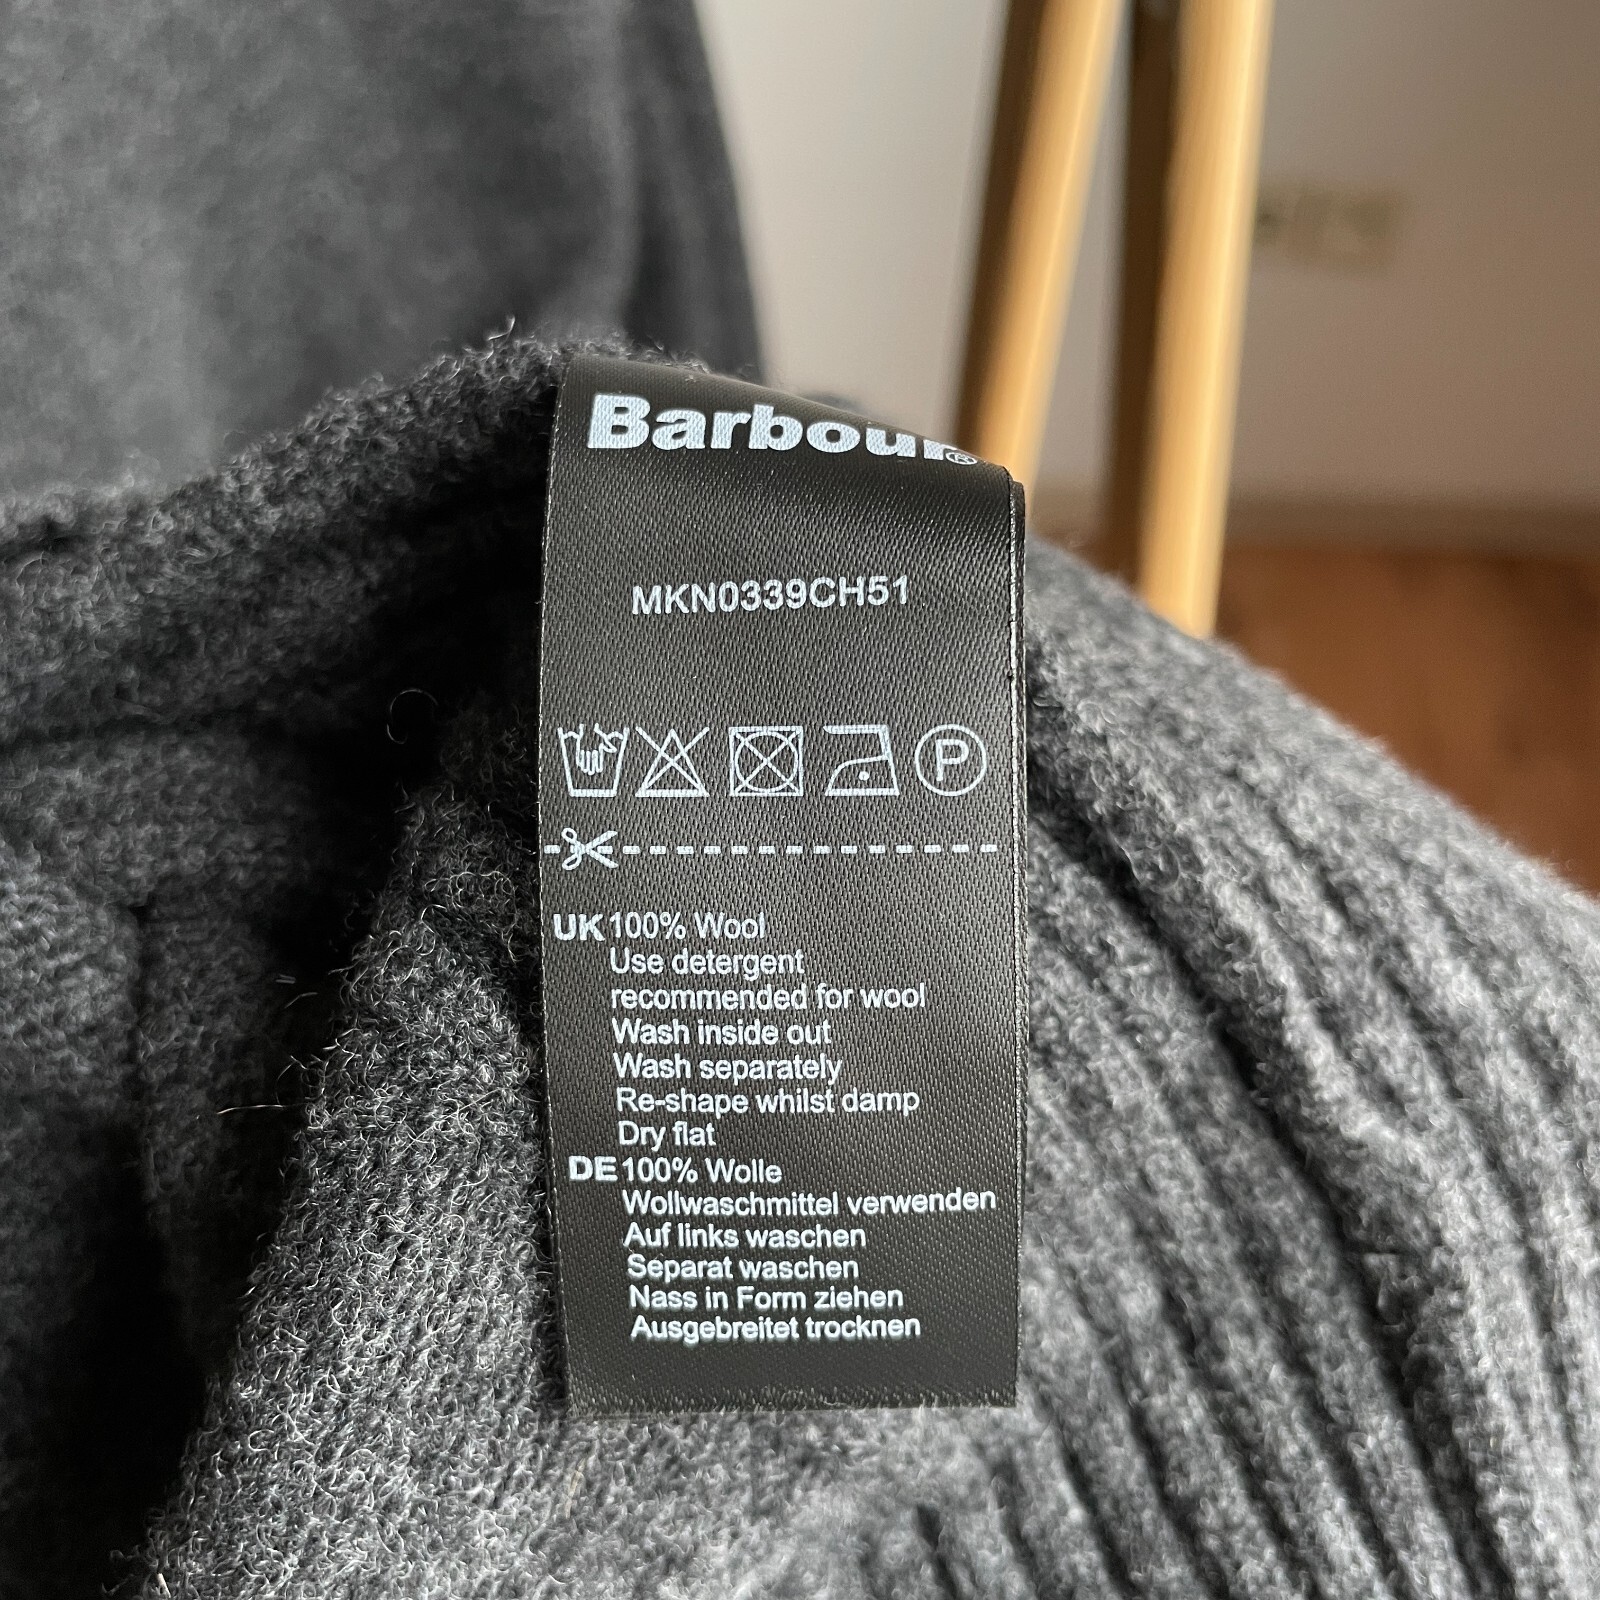 Barbour®
MKN0339CH51
P
UK 100% Wool
Use detergent
recommended for wool
Wash inside out
Wash separately
Re-shape whilst damp
Dry flat
DE 100% Wolle
Wollwaschmittel verwenden
Auf links waschen
Separat waschen
Nass in Form ziehen
Ausgebreitet trocknen